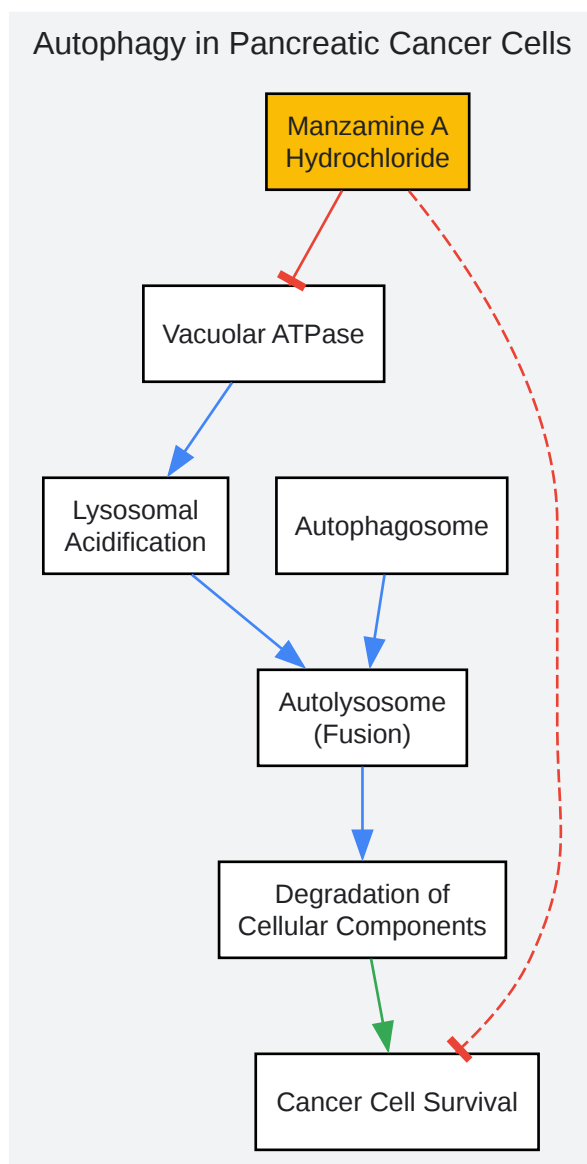 Autophagy in Pancreatic Cancer Cells
Manzamine A
Hydrochloride
Vacuolar ATPase
Lysosomal
Acidification
Autophagosome
Autolysosome
(Fusion)
Degradation of
Cellular Components
Cancer Cell Survival